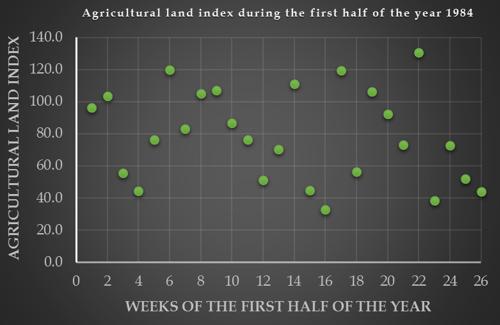 Agricultural land index during the first half of the year 1984
140.0
120.0
100.0
80.0
60.0
40.0
20.0
0.0
AGRICULTURAL LAND INDEX
0 2 4 6 8 10 12 14 16 18 20 22 24 26
WEEKS OF THE FIRST HALF OF THE YEAR